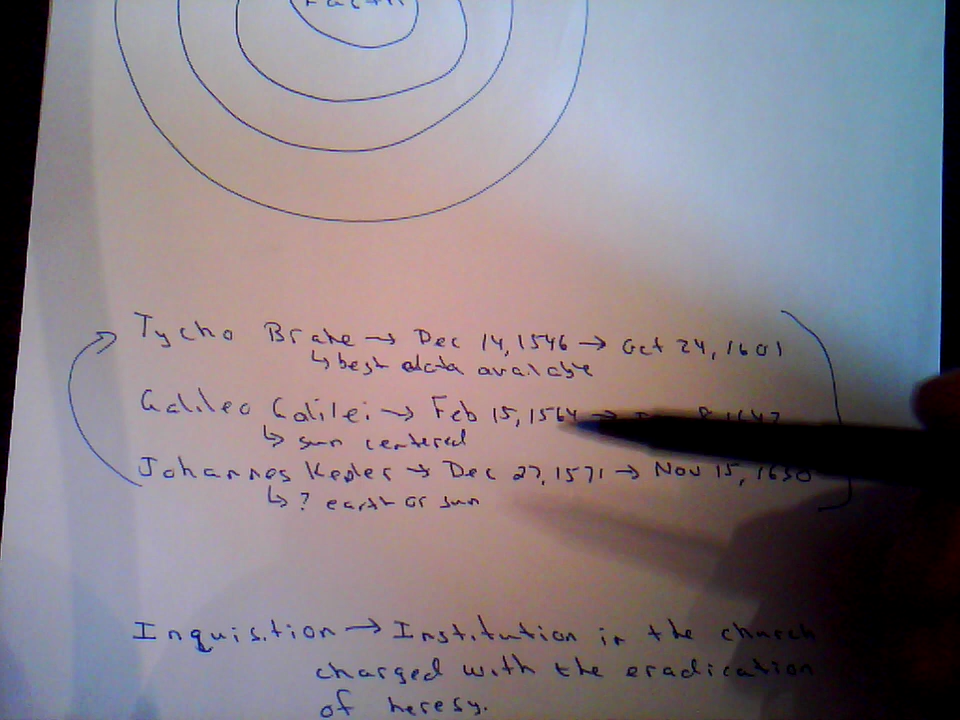 Earth
Tycho Brahe → Dec 14, 1546 → Oct 24, 1601
↳ best data available
Galileo Galilei → Feb 15, 1564 →
↳ sun centered
Johannes Kepler → Dec 27, 1571 → Nov 15, 1630
↳ ? earth or sun
Inquisition → Institution in the church
charged with the eradication
of heresy.